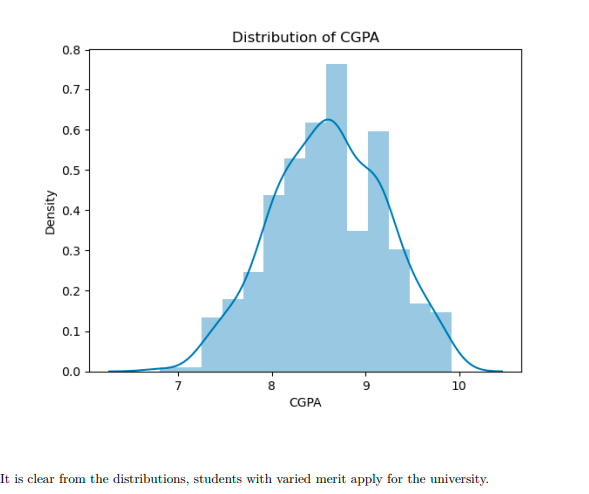 Distribution of CGPA
0.8
0.7
0.6
0.5
0.4
0.3
0.2
0.1
0.0
Density
7 8 9 10
CGPA
It is clear from the distributions, students with varied merit apply for the university.